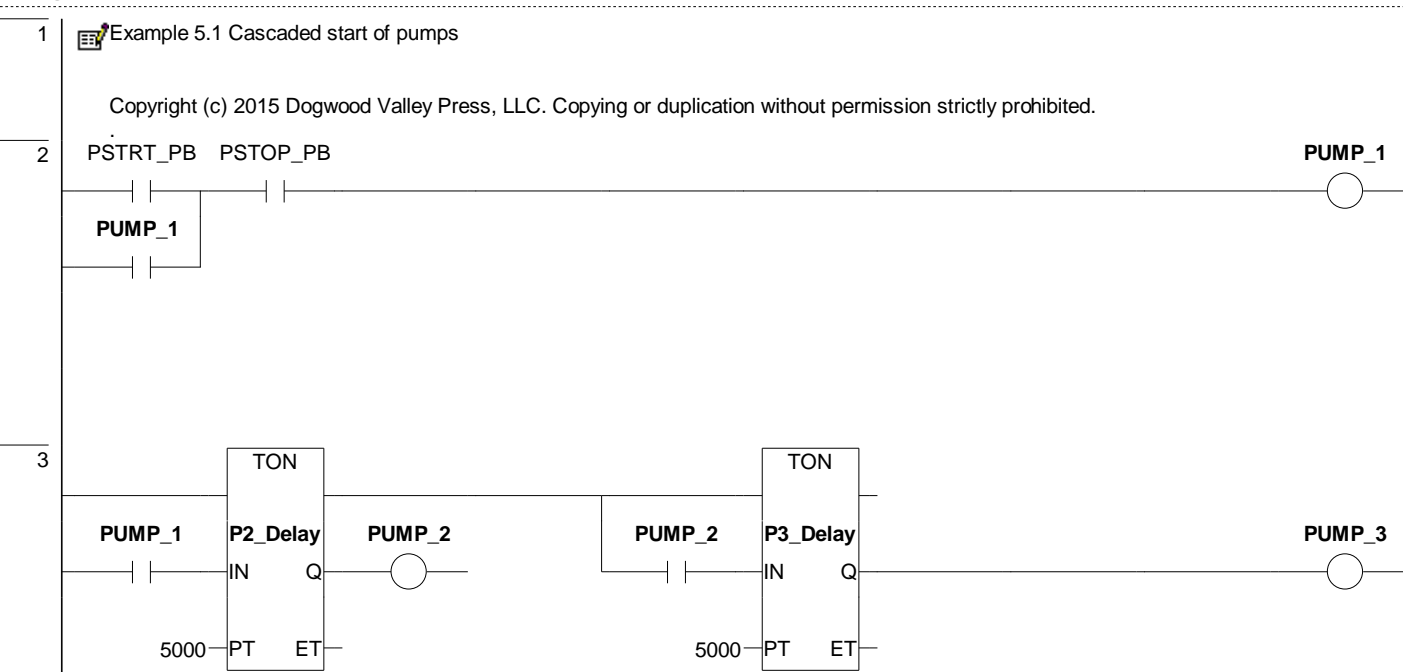 1 Example 5.1 Cascaded start of pumps
Copyright (c) 2015 Dogwood Valley Press, LLC. Copying or duplication without permission strictly prohibited.
.
2 PSTRT_PB PSTOP_PB PUMP_1
PUMP_1
3 TON TON
PUMP_1 P2_Delay PUMP_2 PUMP_2 P3_Delay PUMP_3
IN Q IN Q
5000 PT ET 5000 PT ET